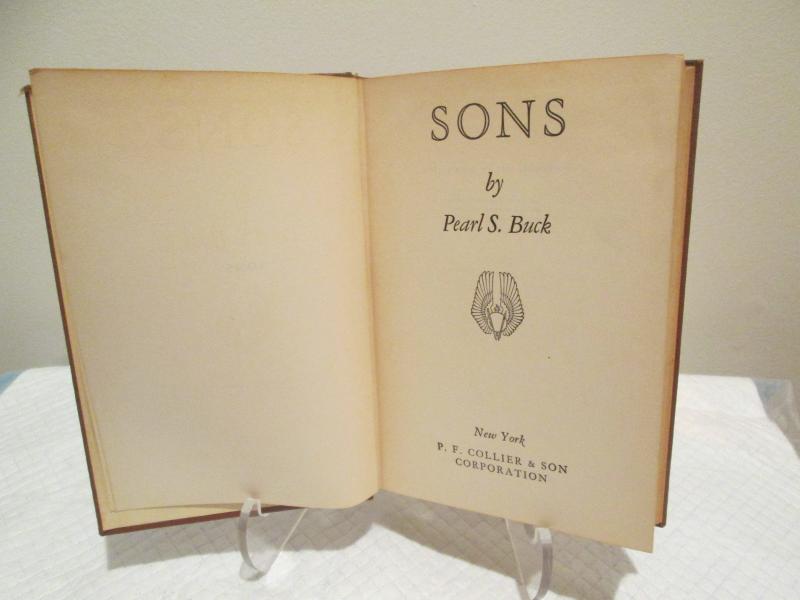 SONS
by
Pearl S. Buck
New York
P. F. COLLIER & SON
CORPORATION